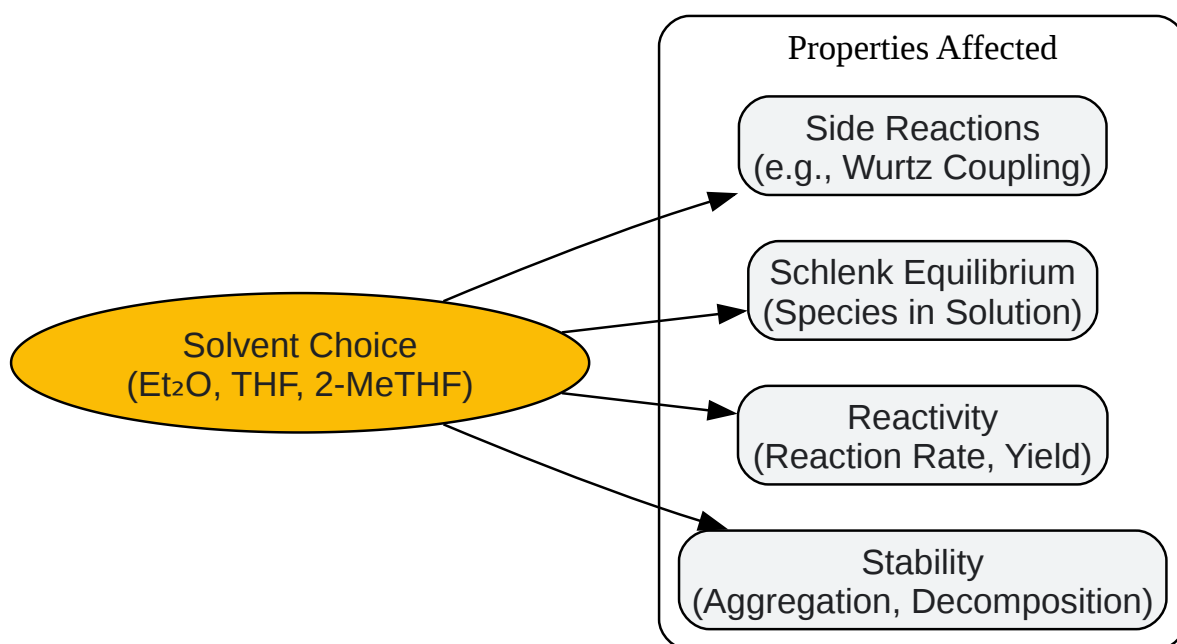 Properties Affected
Side Reactions
(e.g., Wurtz Coupling)
Schlenk Equilibrium
(Species in Solution)
Solvent Choice
(Et₂O, THF, 2-MeTHF)
Reactivity
(Reaction Rate, Yield)
Stability
(Aggregation, Decomposition)